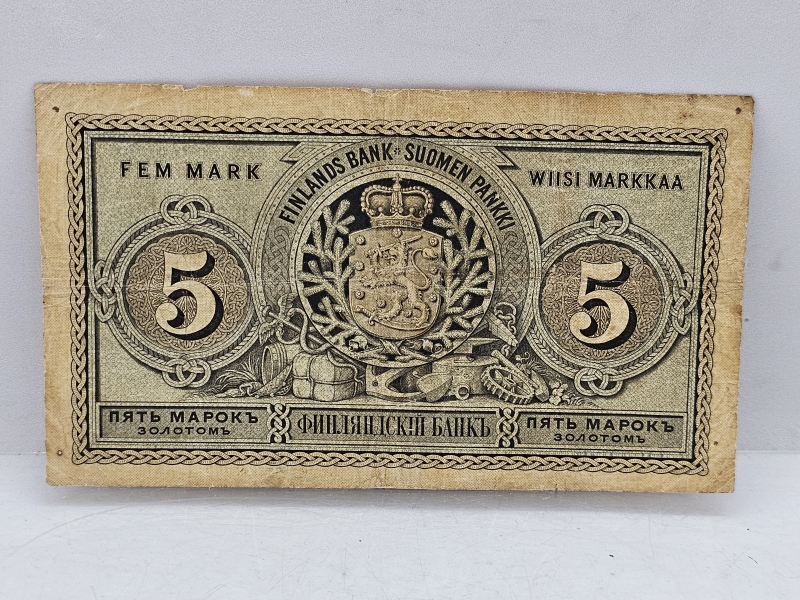 FINLANDS BANK * SUOMEN PANKKI
FEM MARK
WIISI MARKKAA
5
5
ПЯТЬ МАРОКЪ
ЗОЛОТОМЪ
ФИНЛЯНДСКІЙ БАНКЪ
ПЯТЬ МАРОКЪ
ЗОЛОТОМЪ